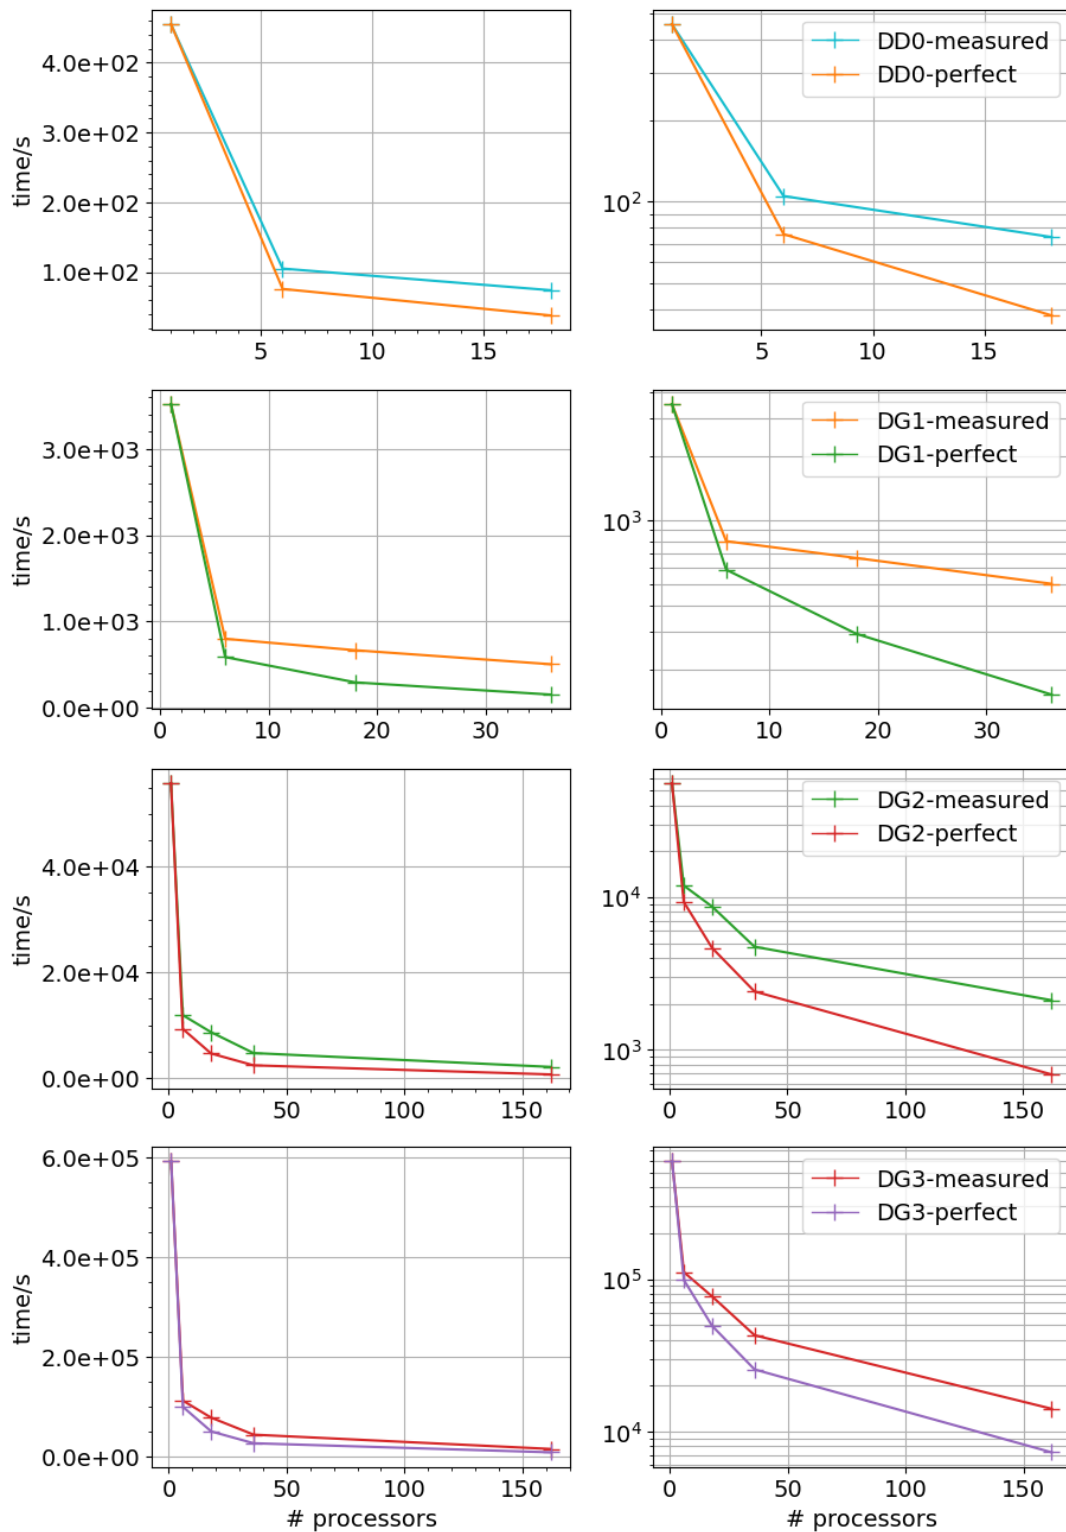 4.0e+02
3.0e+02
2.0e+02
1.0e+02
time/s
5 10 15
DD0-measured
DD0-perfect
10²
5 10 15
3.0e+03
2.0e+03
1.0e+03
0.0e+00
time/s
0 10 20 30
DG1-measured
DG1-perfect
10³
0 10 20 30
4.0e+04
2.0e+04
0.0e+00
time/s
0 50 100 150
DG2-measured
DG2-perfect
10⁴
10³
0 50 100 150
6.0e+05
4.0e+05
2.0e+05
0.0e+00
time/s
0 50 100 150
# processors
DG3-measured
DG3-perfect
10⁵
10⁴
0 50 100 150
# processors